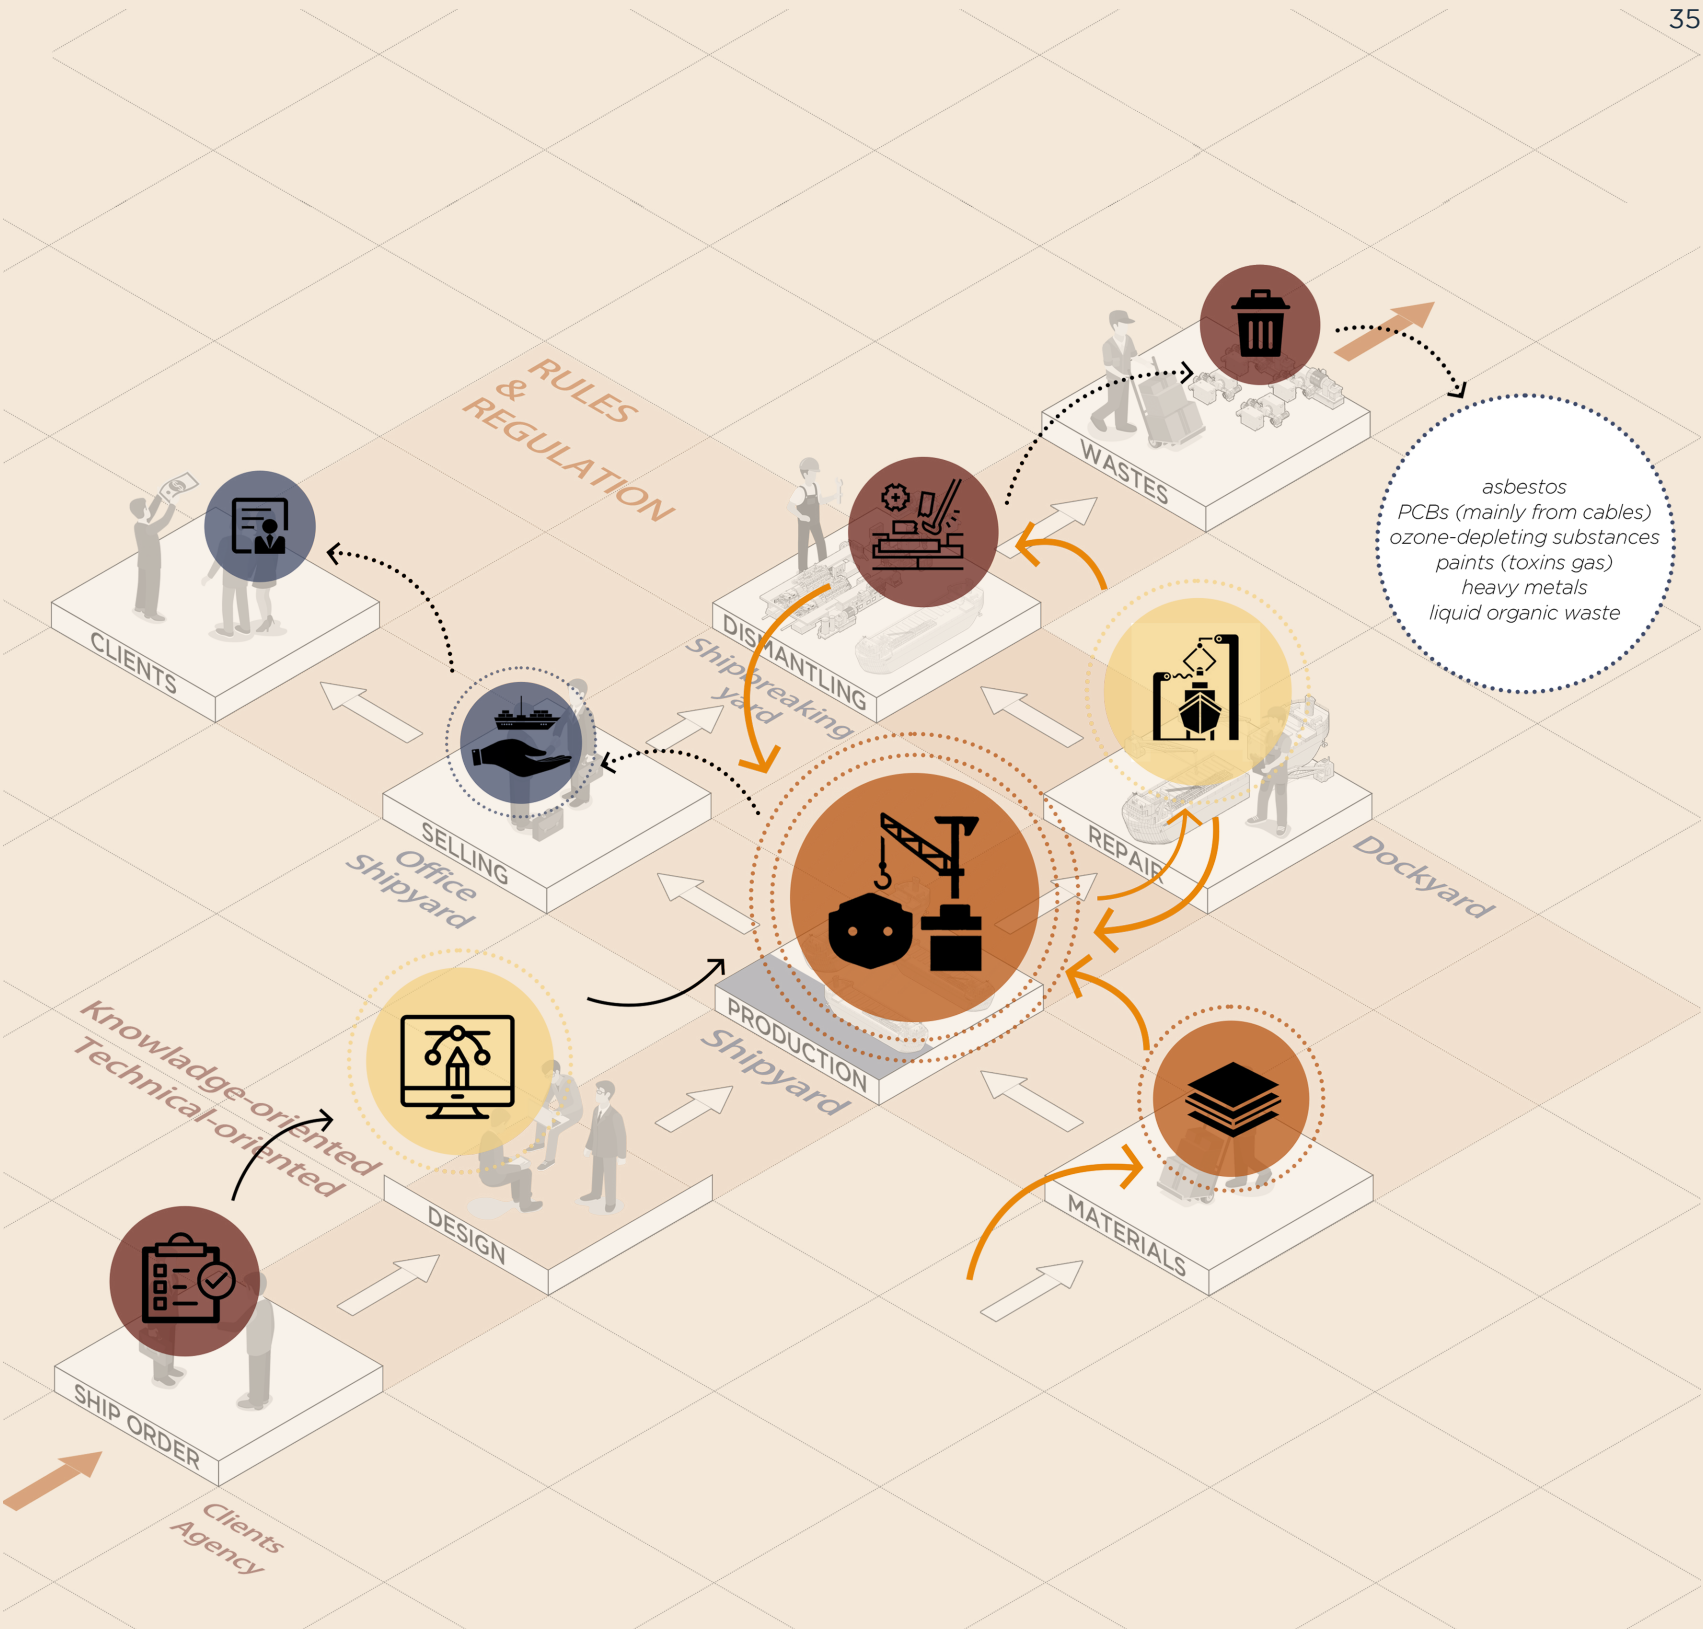 35
RULES
&
REGULATION
WASTES
asbestos
PCBs (mainly from cables)
ozone-depleting substances
paints (toxins gas)
heavy metals
liquid organic waste
CLIENTS
DISMANTLING
Shipbreaking
yard
SELLING
Office
Shipyard
REPAIR
Dockyard
PRODUCTION
Shipyard
Knowladge-oriented
Technical-oriented
DESIGN
MATERIALS
SHIP ORDER
Clients
Agency